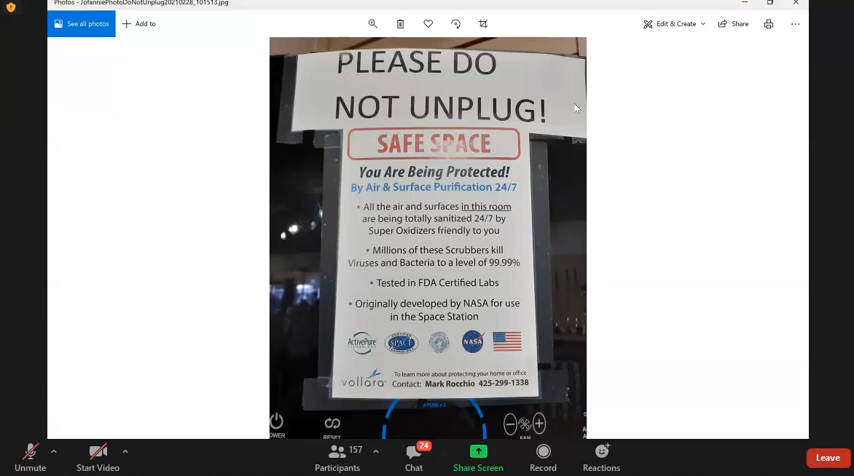 Photos - JofanniePhotoDoNotUnplug20210228_101513.jpg
See all photos
Add to
Edit & Create
Share
PLEASE DO
NOT UNPLUG!
SAFE SPACE
You Are Being Protected!
By Air & Surface Purification 24/7
• All the air and surfaces in this room
are being totally sanitized 24/7 by
Super Oxidizers friendly to you
• Millions of these Scrubbers kill
Viruses and Bacteria to a level of 99.99%
• Tested in FDA Certified Labs
• Originally developed by NASA for use
in the Space Station
ActivePure
SPACE
NASA
vollara
To learn more about protecting your home or office
Contact: Mark Rocchio 425-299-1338
OWER
RESET
FAN
Unmute
Start Video
157
Participants
24
Chat
Share Screen
Record
Reactions
Leave